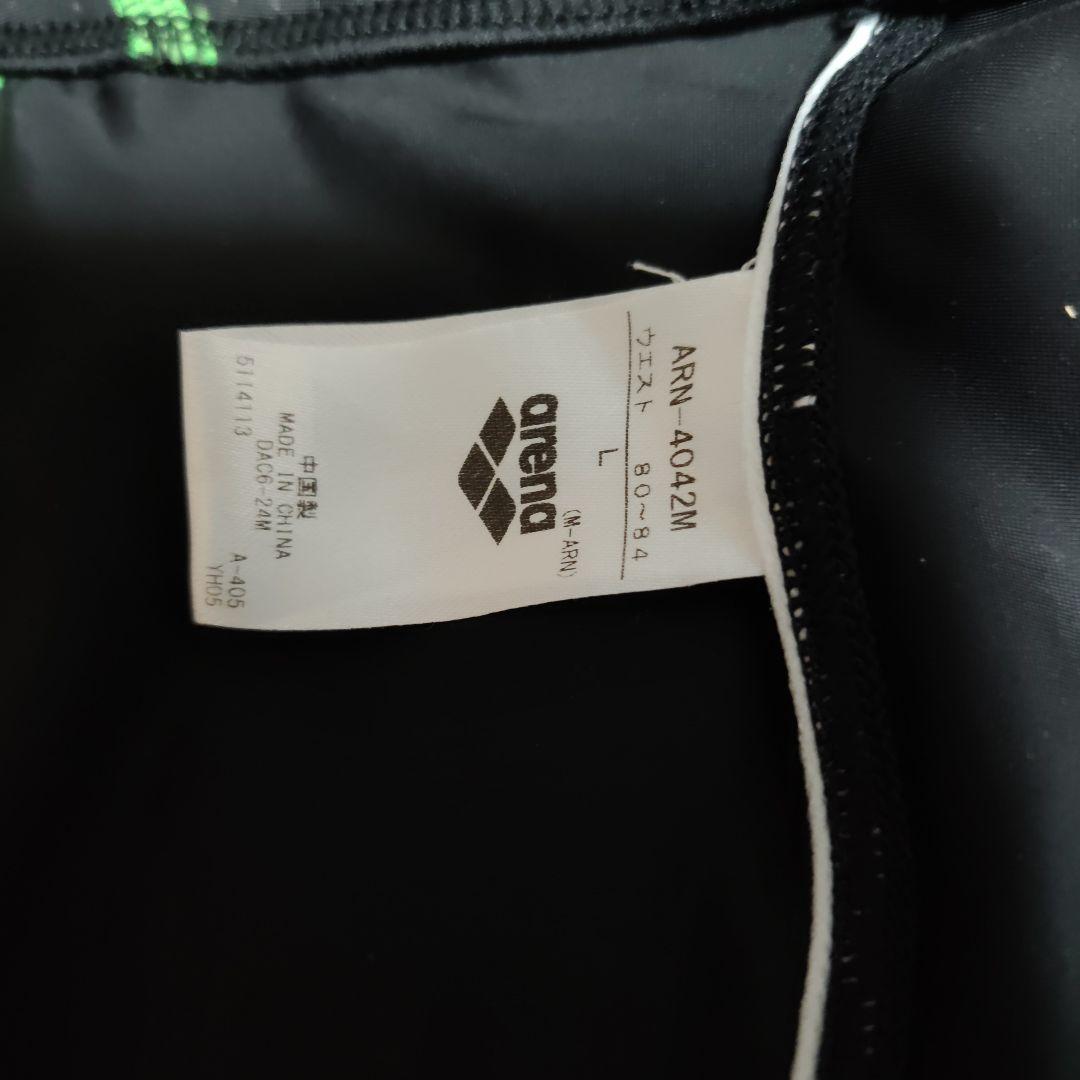 ARN-4042M
ウエスト 80~84
L
(M-ARN)
arena
中国製
MADE IN CHINA
DAC6-24M
5114113
A-405
YH05